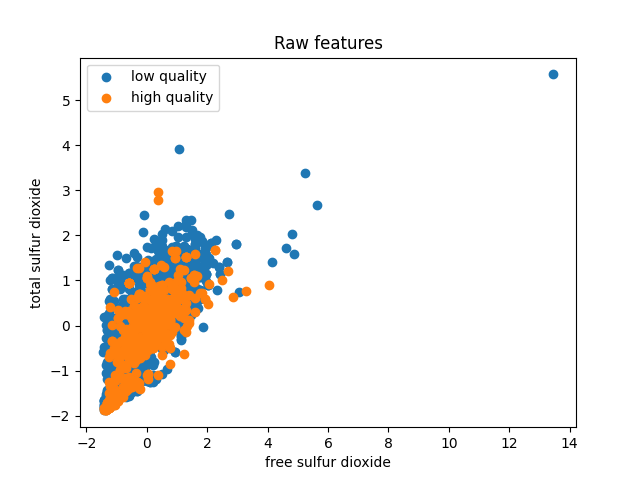 Raw features
low quality
high quality
total sulfur dioxide
5
4
3
2
1
0
−1
−2
−2 0 2 4 6 8 10 12 14
free sulfur dioxide